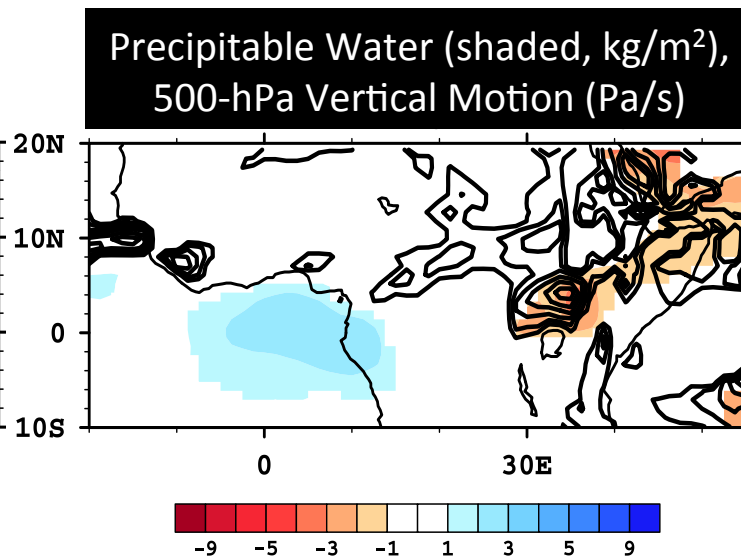 Precipitable Water (shaded, kg/m²),
500-hPa Vertical Motion (Pa/s)
20N
10N
0
10S
0 30E
-9 -5 -3 -1 1 3 5 9